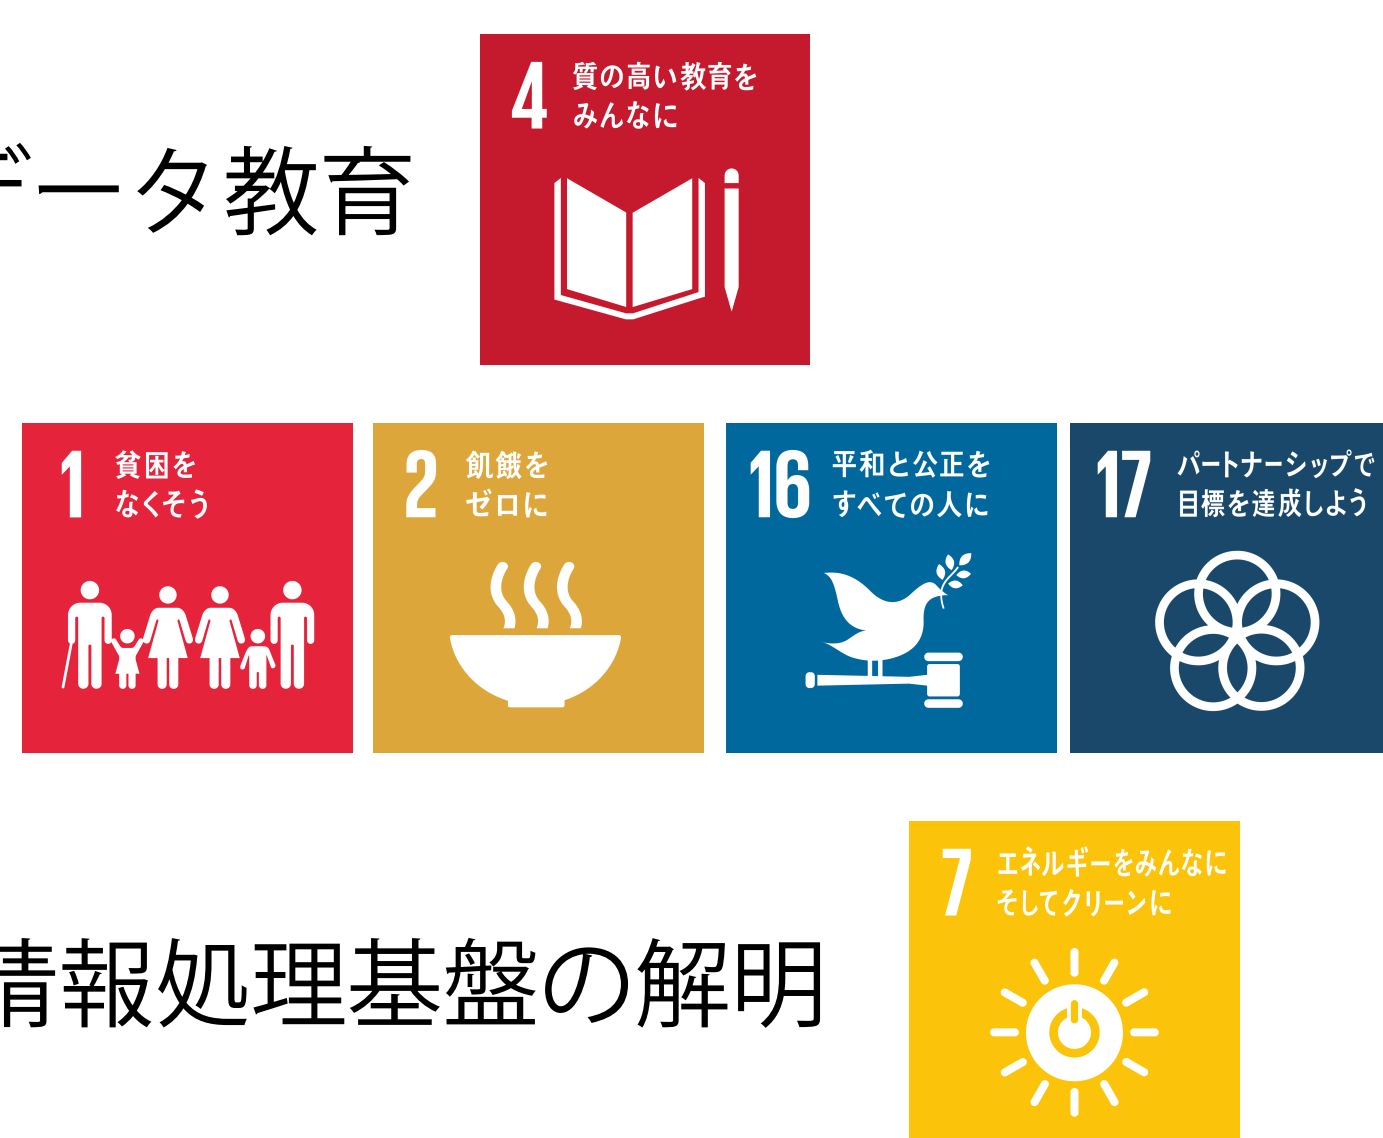 データ教育
4 質の高い教育を
みんなに
1 貧困を
なくそう
2 飢餓を
ゼロに
16 平和と公正を
すべての人に
17 パートナーシップで
目標を達成しよう
7 エネルギーをみんなに
そしてクリーンに
情報処理基盤の解明